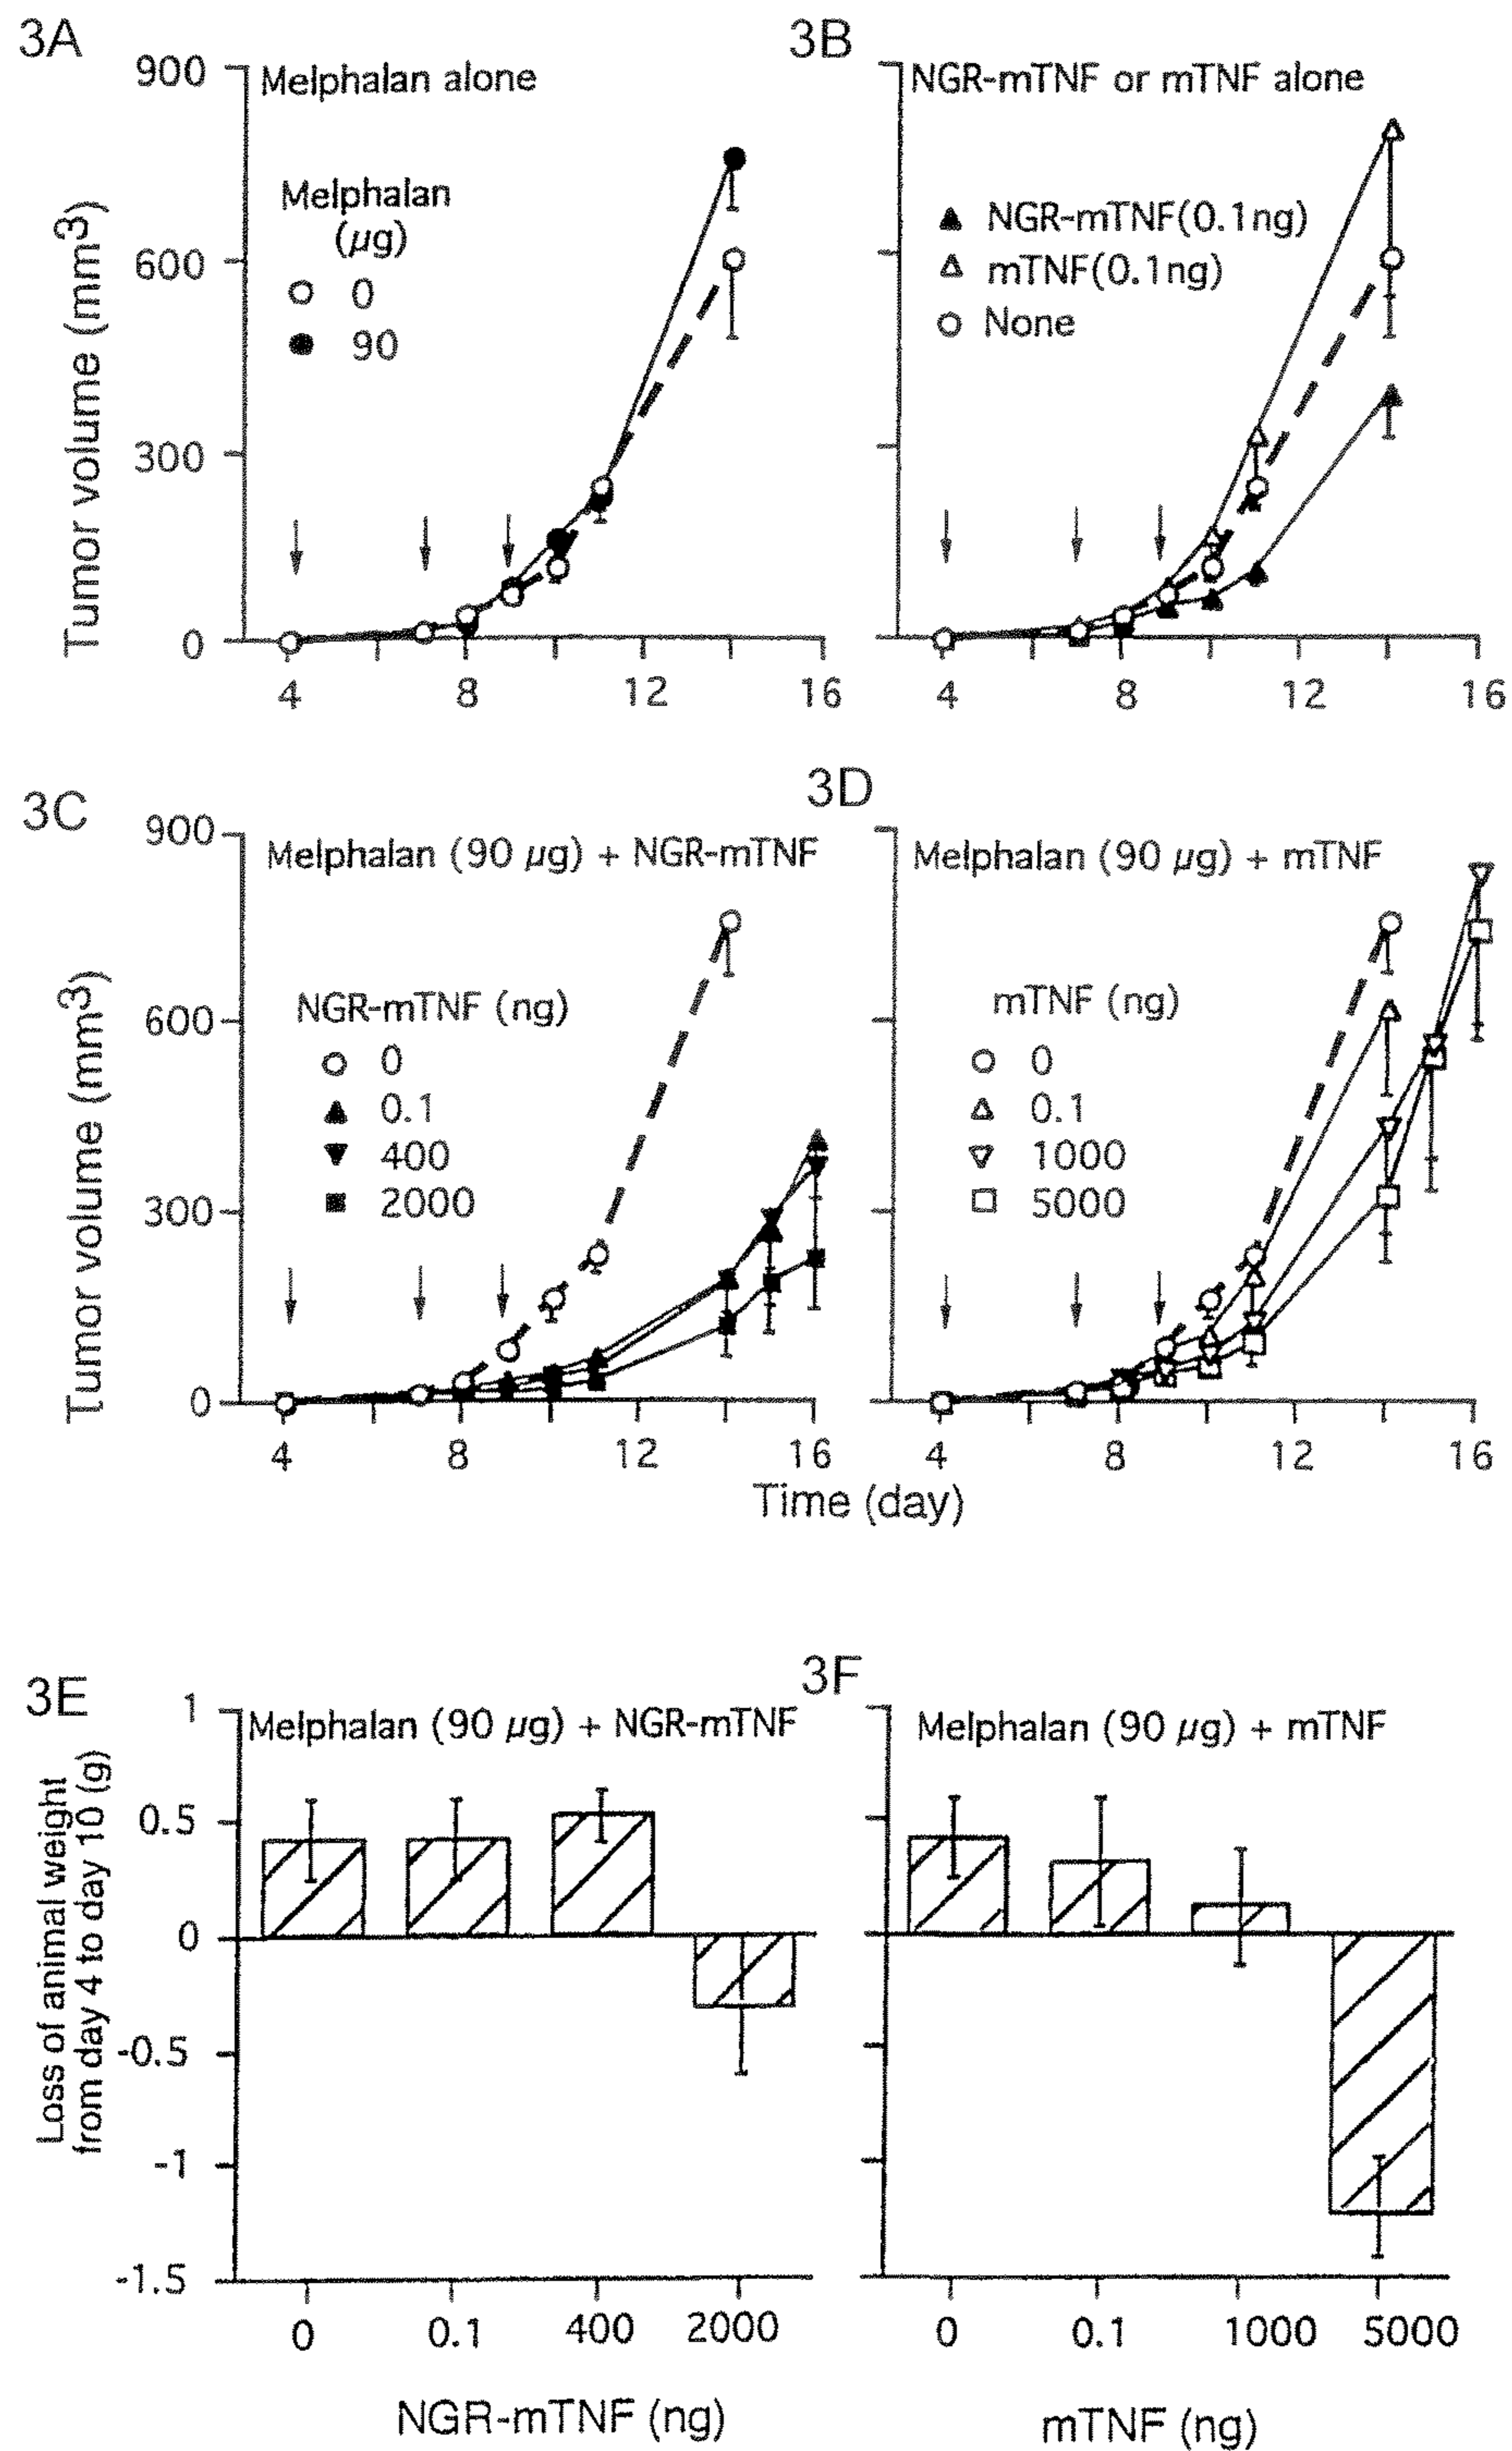 3A
900
Melphalan alone
Melphalan
(µg)
0
90
600
300
0
Tumor volume (mm3)
4
8
12
16
3B
NGR-mTNF or mTNF alone
NGR-mTNF(0.1ng)
mTNF(0.1ng)
None
4
8
12
16
3C
900
Melphalan (90 µg) + NGR-mTNF
NGR-mTNF (ng)
0
0.1
400
2000
600
300
0
Tumor volume (mm3)
4
8
12
16
3D
Melphalan (90 µg) + mTNF
mTNF (ng)
0
0.1
1000
5000
4
8
12
16
Time (day)
3E
1
Melphalan (90 µg) + NGR-mTNF
0.5
0
-0.5
-1
-1.5
Loss of animal weight
from day 4 to day 10 (g)
0
0.1
400
2000
NGR-mTNF (ng)
3F
Melphalan (90 µg) + mTNF
0
0.1
1000
5000
mTNF (ng)